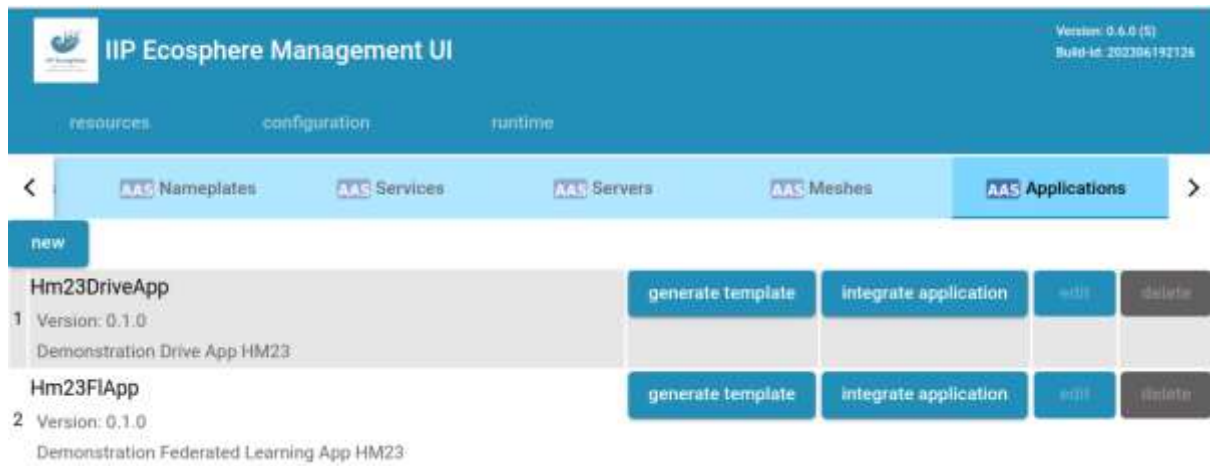 IIP Ecosphere Management UI
Version: 0.6.0 (S)
Build-Id: 202306192126
resources configuration runtime
AAS Nameplates AAS Services AAS Servers AAS Meshes AAS Applications
new
Hm23DriveApp generate template integrate application edit delete
1 Version: 0.1.0
Demonstration Drive App HM23
Hm23FlApp generate template integrate application edit delete
2 Version: 0.1.0
Demonstration Federated Learning App HM23